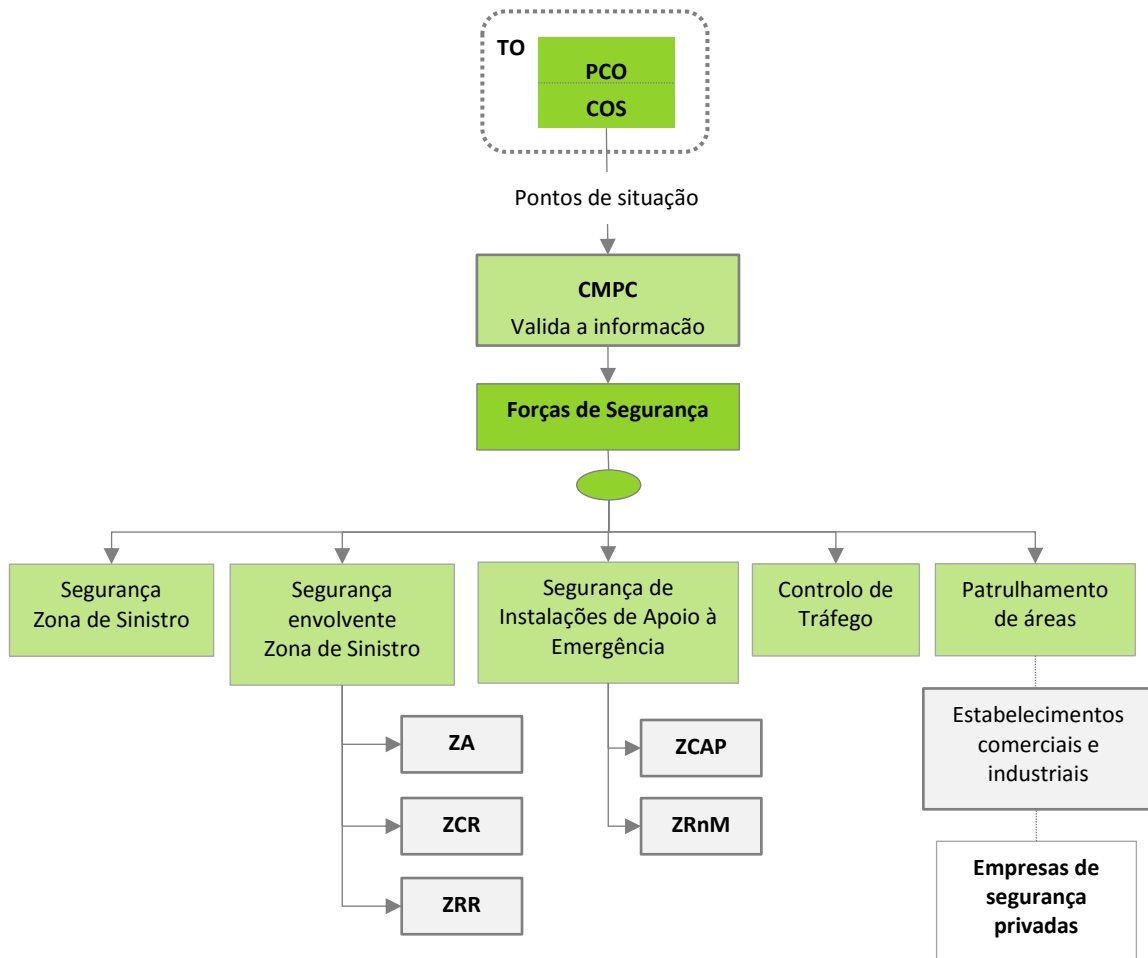 TO
PCO
COS
Pontos de situação
CMPC
Valida a informação
Forças de Segurança
Segurança
Zona de Sinistro
Segurança
envolvente
Zona de Sinistro
Segurança de
Instalações de Apoio à
Emergência
Controlo de
Tráfego
Patrulhamento
de áreas
ZA
ZCR
ZRR
ZCAP
ZRnM
Estabelecimentos
comerciais e
industriais
Empresas de
segurança
privadas